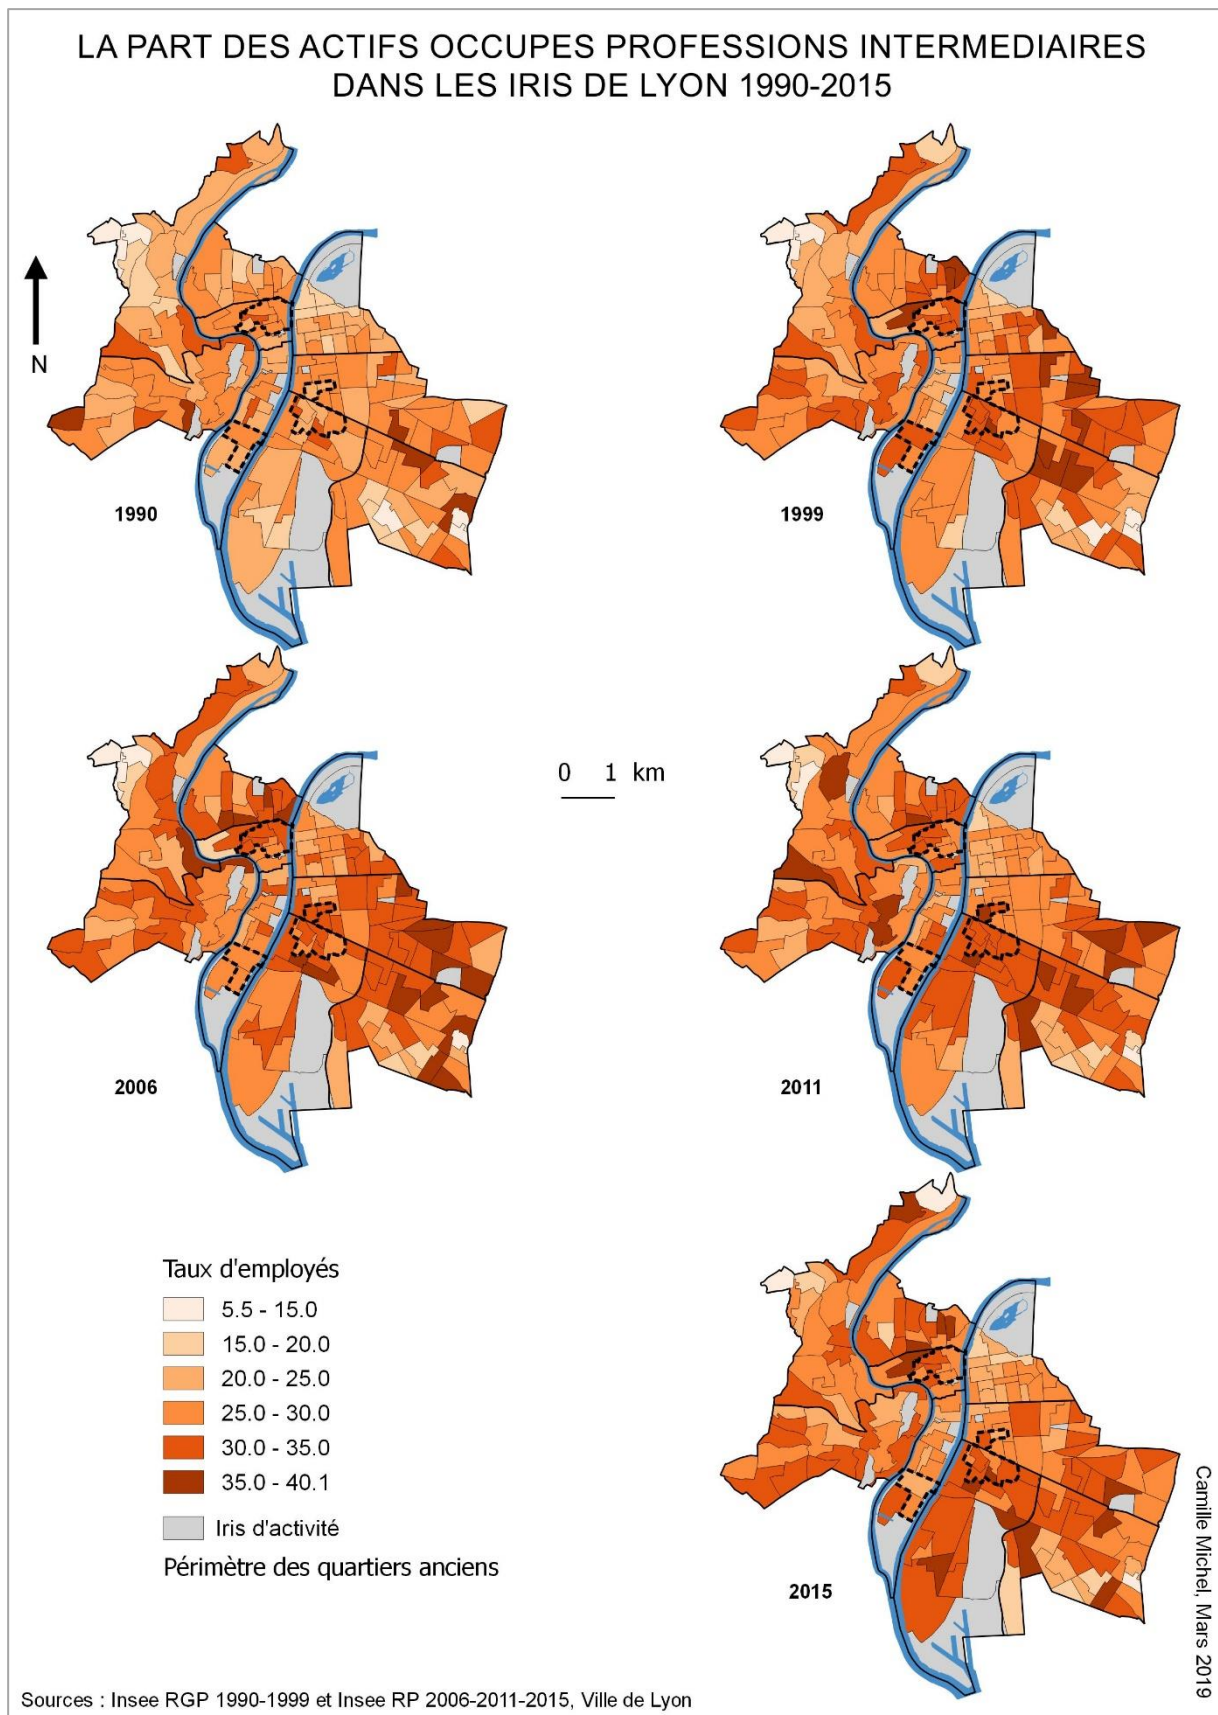 LA PART DES ACTIFS OCCUPES PROFESSIONS INTERMEDIAIRES
DANS LES IRIS DE LYON 1990-2015
N
1990
1999
0 1 km
2006
2011
Taux d'employés
5.5 - 15.0
15.0 - 20.0
20.0 - 25.0
25.0 - 30.0
30.0 - 35.0
35.0 - 40.1
Iris d'activité
Périmètre des quartiers anciens
2015
Camille Michel, Mars 2019
Sources : Insee RGP 1990-1999 et Insee RP 2006-2011-2015, Ville de Lyon